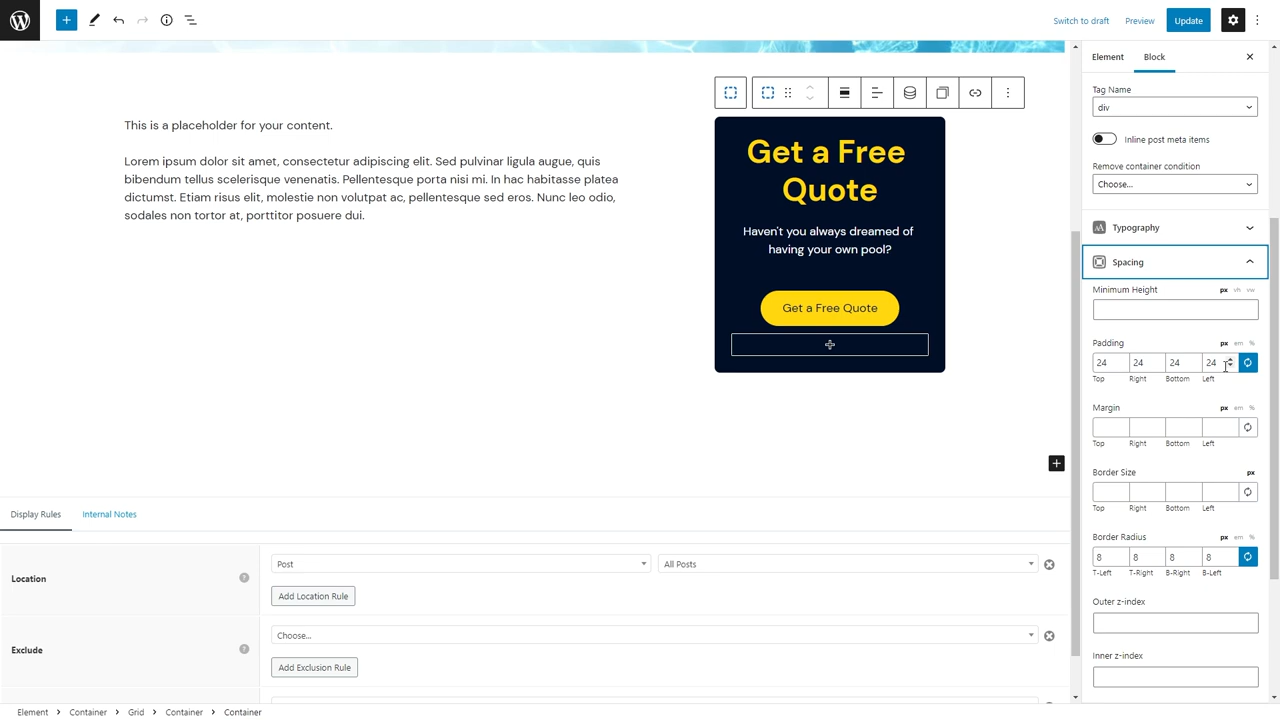 Switch to draft
Preview
Update
Element
Block
Tag Name
div
Inline post meta items
Remove container condition
Choose...
Typography
Spacing
Minimum Height
px vh vw
Padding
px em %
24 24 24 24
Top Right Bottom Left
Margin
px em %
Top Right Bottom Left
Border Size
px
Top Right Bottom Left
Border Radius
px em %
8 8 8 8
T-Left T-Right B-Right B-Left
Outer z-index
Inner z-index
This is a placeholder for your content.
Lorem ipsum dolor sit amet, consectetur adipiscing elit. Sed pulvinar ligula augue, quis
bibendum tellus scelerisque venenatis. Pellentesque porta nisi mi. In hac habitasse platea
dictumst. Etiam risus elit, molestie non volutpat ac, pellentesque sed eros. Nunc leo odio,
sodales non tortor at, porttitor posuere dui.
Get a Free
Quote
Haven't you always dreamed of
having your own pool?
Get a Free Quote
Display Rules
Internal Notes
Location
Post
All Posts
Add Location Rule
Exclude
Choose...
Add Exclusion Rule
Element > Container > Grid > Container > Container